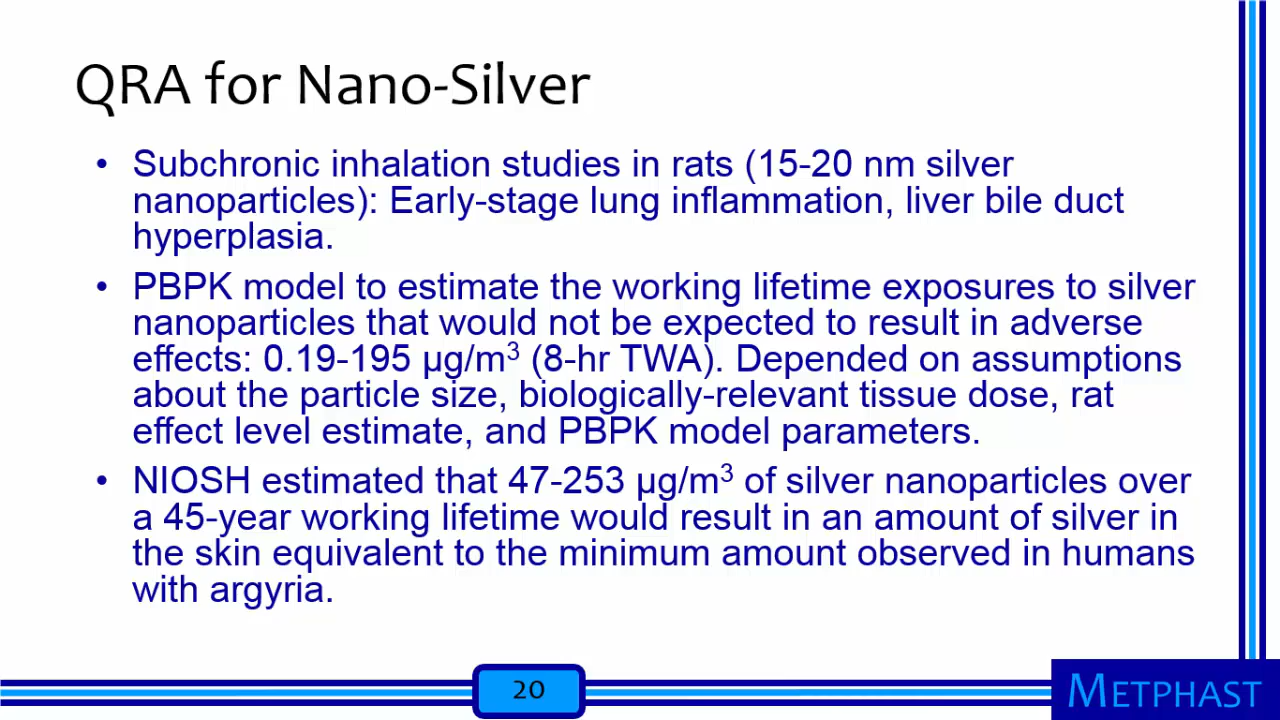 QRA for Nano-Silver
• Subchronic inhalation studies in rats (15-20 nm silver
nanoparticles): Early-stage lung inflammation, liver bile duct
hyperplasia.
• PBPK model to estimate the working lifetime exposures to silver
nanoparticles that would not be expected to result in adverse
effects: 0.19-195 µg/m³ (8-hr TWA). Depended on assumptions
about the particle size, biologically-relevant tissue dose, rat
effect level estimate, and PBPK model parameters.
• NIOSH estimated that 47-253 µg/m³ of silver nanoparticles over
a 45-year working lifetime would result in an amount of silver in
the skin equivalent to the minimum amount observed in humans
with argyria.
20
METPHAST